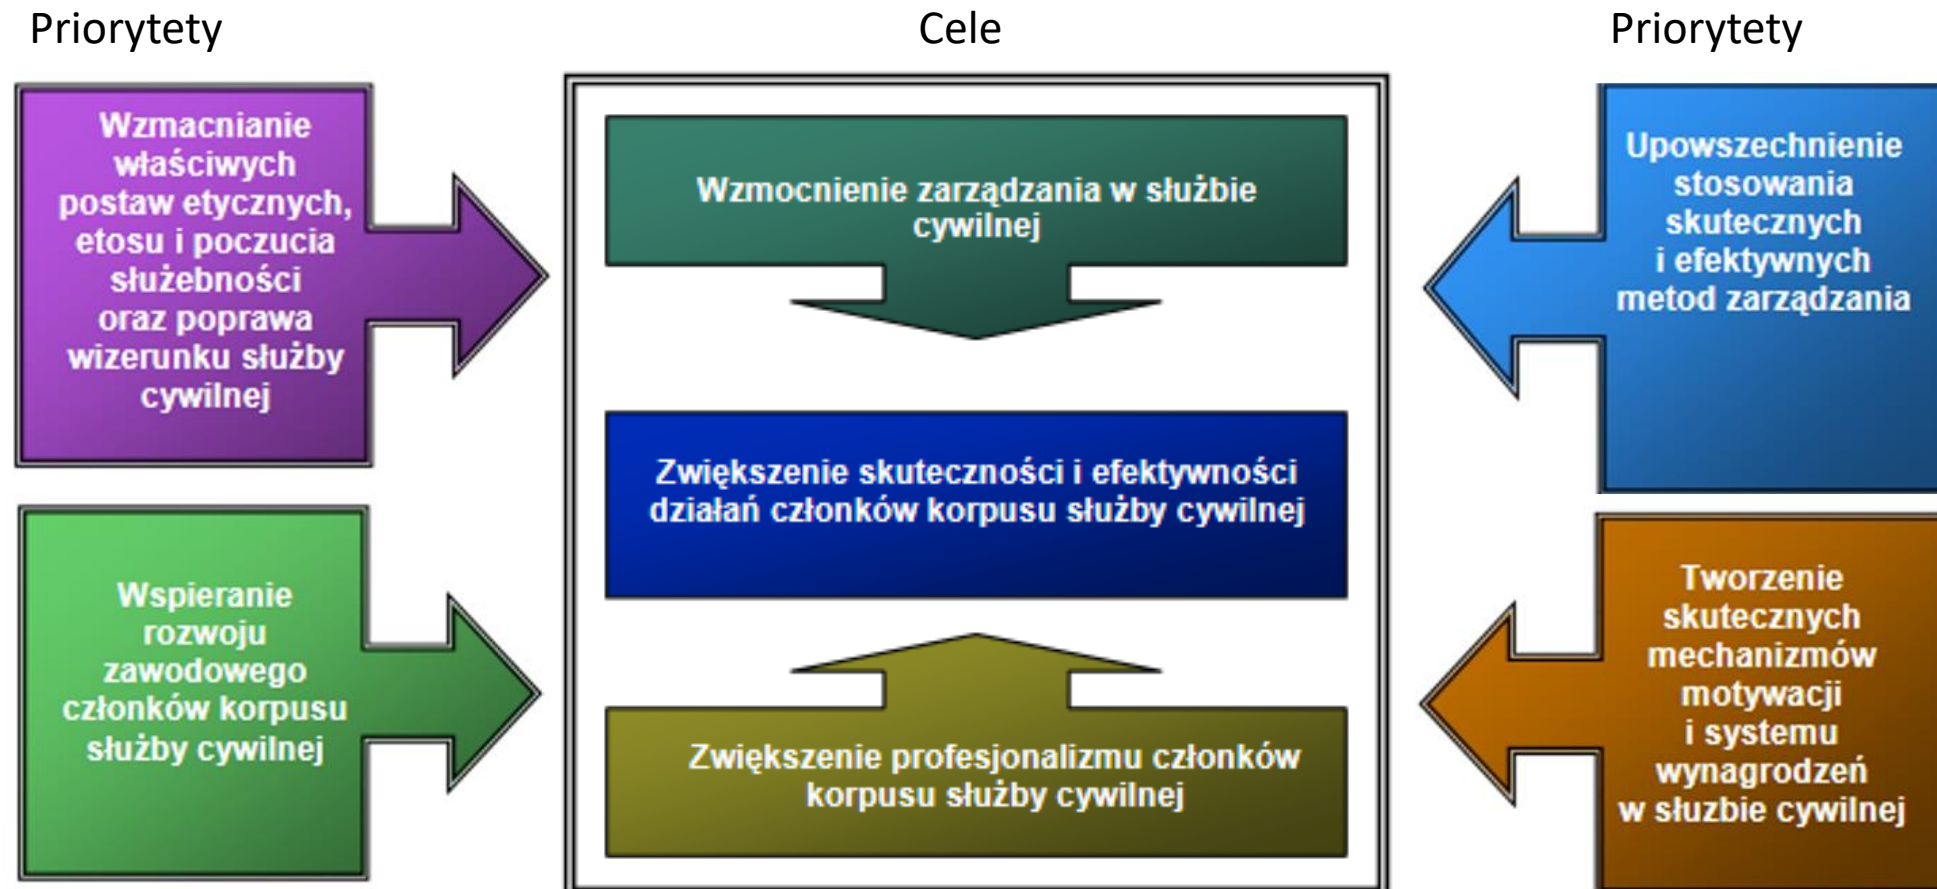 Priorytety
Cele
Priorytety
Wzmacnianie
właściwych
postaw etycznych,
etosu i poczucia
służebności
oraz poprawa
wizerunku służby
cywilnej
Wspieranie
rozwoju
zawodowego
członków korpusu
służby cywilnej
Wzmocnienie zarządzania w służbie
cywilnej
Zwiększenie skuteczności i efektywności
działań członków korpusu służby cywilnej
Zwiększenie profesjonalizmu członków
korpusu służby cywilnej
Upowszechnienie
stosowania
skutecznych
i efektywnych
metod zarządzania
Tworzenie
skutecznych
mechanizmów
motywacji
i systemu
wynagrodzeń
w słuzbie cywilnej